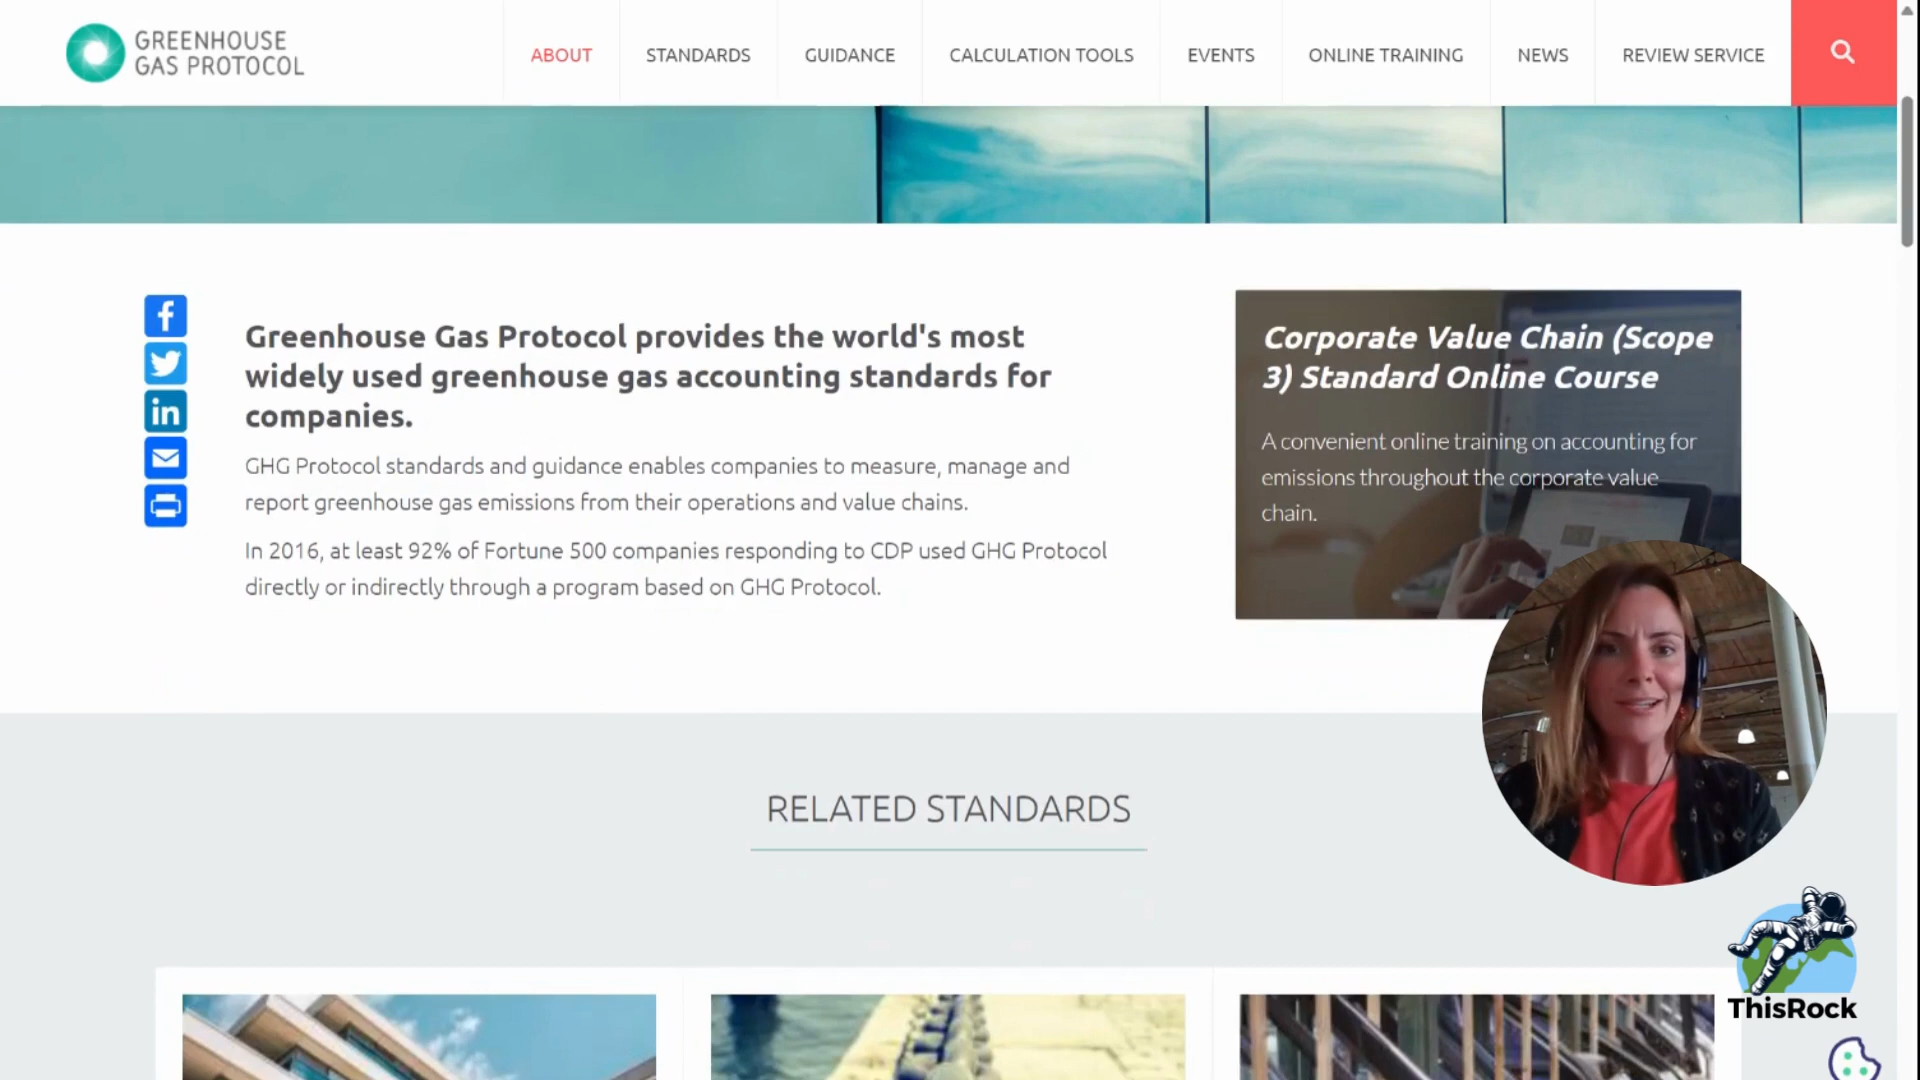 GREENHOUSE
GAS PROTOCOL
ABOUT
STANDARDS
GUIDANCE
CALCULATION TOOLS
EVENTS
ONLINE TRAINING
NEWS
REVIEW SERVICE
Greenhouse Gas Protocol provides the world's most
widely used greenhouse gas accounting standards for
companies.
GHG Protocol standards and guidance enables companies to measure, manage and
report greenhouse gas emissions from their operations and value chains.
In 2016, at least 92% of Fortune 500 companies responding to CDP used GHG Protocol
directly or indirectly through a program based on GHG Protocol.
Corporate Value Chain (Scope
3) Standard Online Course
A convenient online training on accounting for
emissions throughout the corporate value
chain.
RELATED STANDARDS
ThisRock